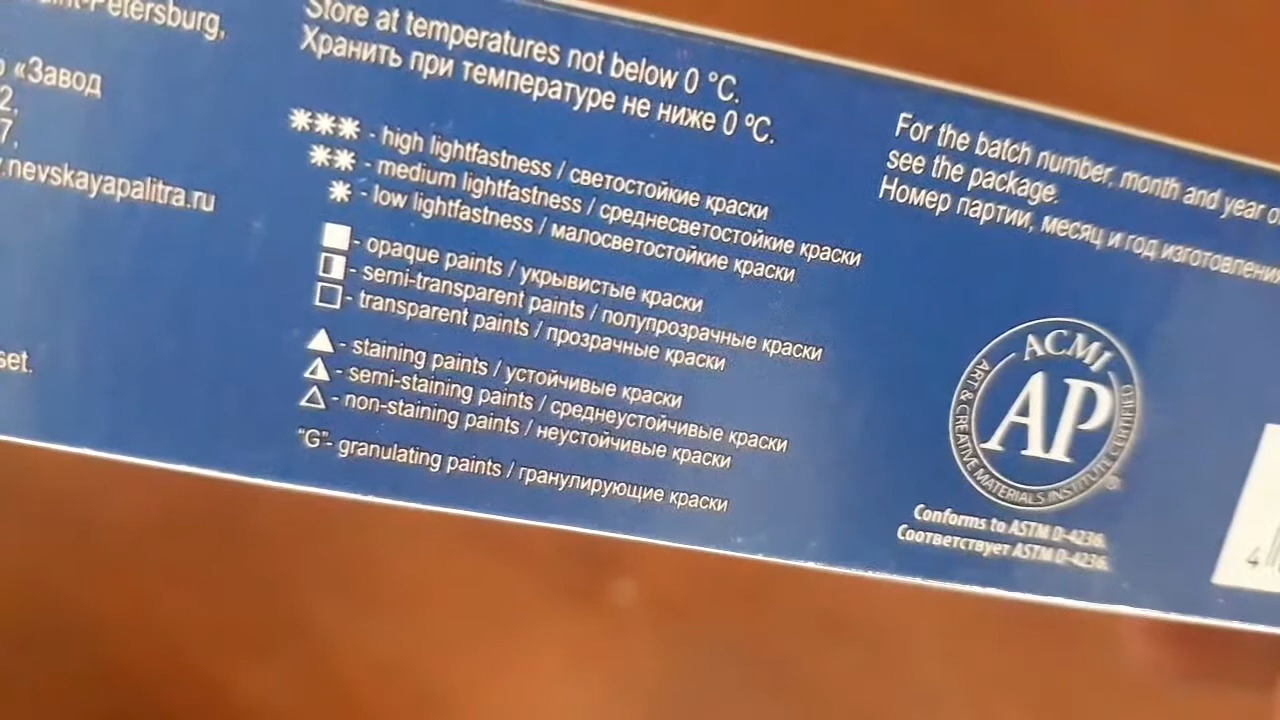 Petersburg,
«Завод
2,
7,
.nevskayapalitra.ru
set.
Store at temperatures not below 0 °C.
Хранить при температуре не ниже 0 °C.
*** - high lightfastness / светостойкие краски
** - medium lightfastness / среднесветостойкие краски
* - low lightfastness / малосветостойкие краски
- opaque paints / укрывистые краски
- semi-transparent paints / полупрозрачные краски
- transparent paints / прозрачные краски
- staining paints / устойчивые краски
- semi-staining paints / среднеустойчивые краски
- non-staining paints / неустойчивые краски
"G"- granulating paints / гранулирующие краски
For the batch number, month and year
see the package.
Номер партии, месяц и год
ACMI
AP
ART & CREATIVE MATERIALS INSTITUTE CERTIFIED
®
Conforms to ASTM D-4236.
Соответствует ASTM D-4236.
4